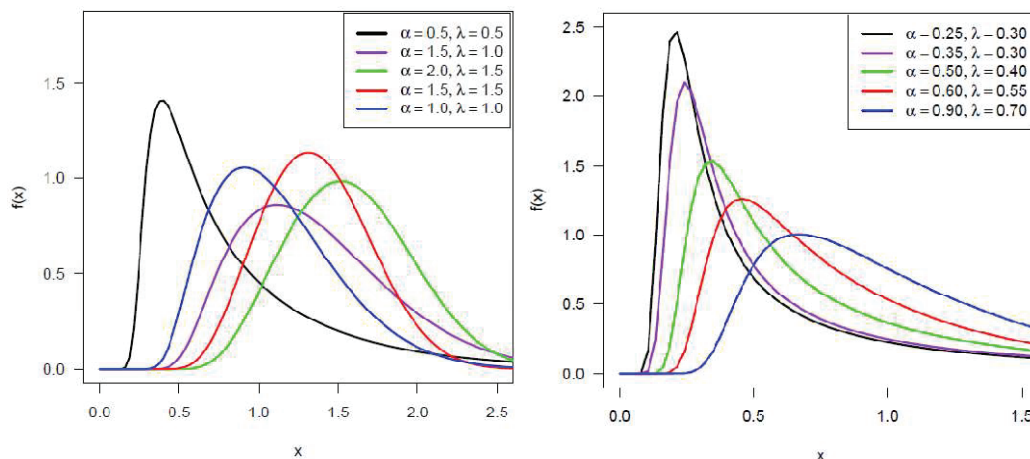 α = 0.5, λ = 0.5
α = 1.5, λ = 1.0
α = 2.0, λ = 1.5
α = 1.5, λ = 1.5
α = 1.0, λ = 1.0
f(x)
1.5
1.0
0.5
0.0
0.0 0.5 1.0 1.5 2.0 2.5
x
α – 0.25, λ – 0.30
α – 0.35, λ – 0.30
α = 0.50, λ = 0.40
α = 0.60, λ = 0.55
α = 0.90, λ = 0.70
f(x)
2.5
2.0
1.5
1.0
0.5
0.0
0.0 0.5 1.0 1.5
x